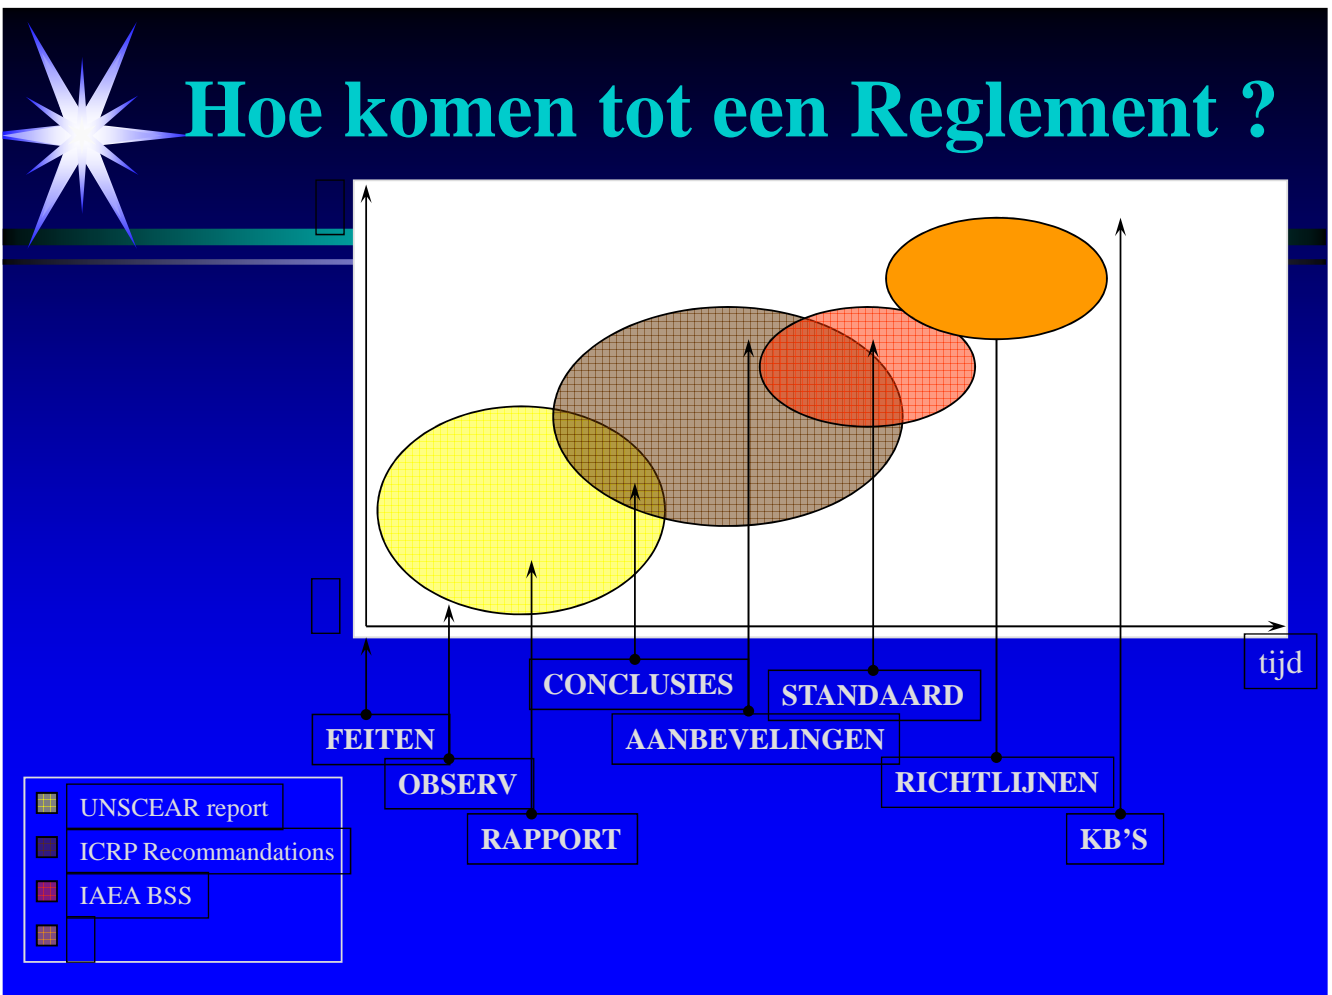 Hoe komen tot een Reglement ?
tijd
CONCLUSIES
STANDAARD
FEITEN
AANBEVELINGEN
OBSERV
RICHTLIJNEN
RAPPORT
KB'S
UNSCEAR report
ICRP Recommandations
IAEA BSS